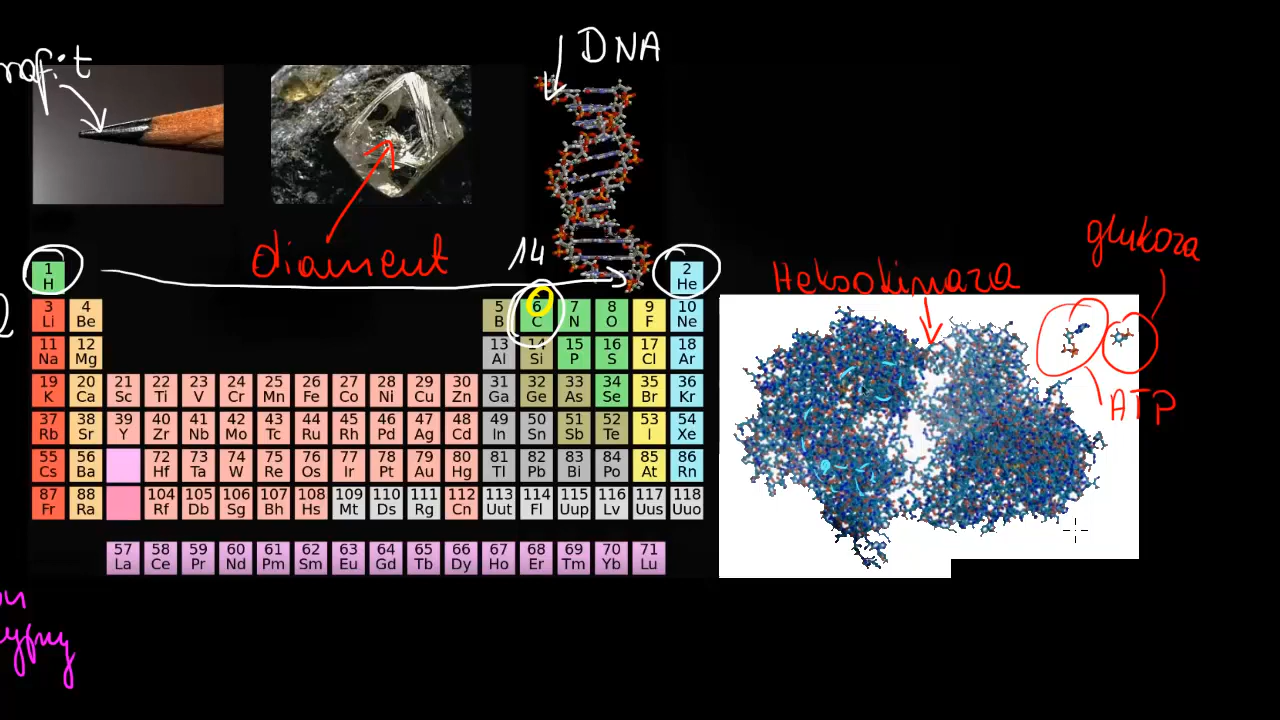 DNA
diament
14
glukoza
Heksokinaza
ATP
1 2
H He
3 4 5 6 7 8 9 10
Li Be B C N O F Ne
11 12 13 14 15 16 17 18
Na Mg Al Si P S Cl Ar
19 20 21 22 23 24 25 26 27 28 29 30 31 32 33 34 35 36
K Ca Sc Ti V Cr Mn Fe Co Ni Cu Zn Ga Ge As Se Br Kr
37 38 39 40 41 42 43 44 45 46 47 48 49 50 51 52 53 54
Rb Sr Y Zr Nb Mo Tc Ru Rh Pd Ag Cd In Sn Sb Te I Xe
55 56 72 73 74 75 76 77 78 79 80 81 82 83 84 85 86
Cs Ba Hf Ta W Re Os Ir Pt Au Hg Tl Pb Bi Po At Rn
87 88 104 105 106 107 108 109 110 111 112 113 114 115 116 117 118
Fr Ra Rf Db Sg Bh Hs Mt Ds Rg Cn Uut Fl Uup Lv Uus Uuo
57 58 59 60 61 62 63 64 65 66 67 68 69 70 71
La Ce Pr Nd Pm Sm Eu Gd Tb Dy Ho Er Tm Yb Lu